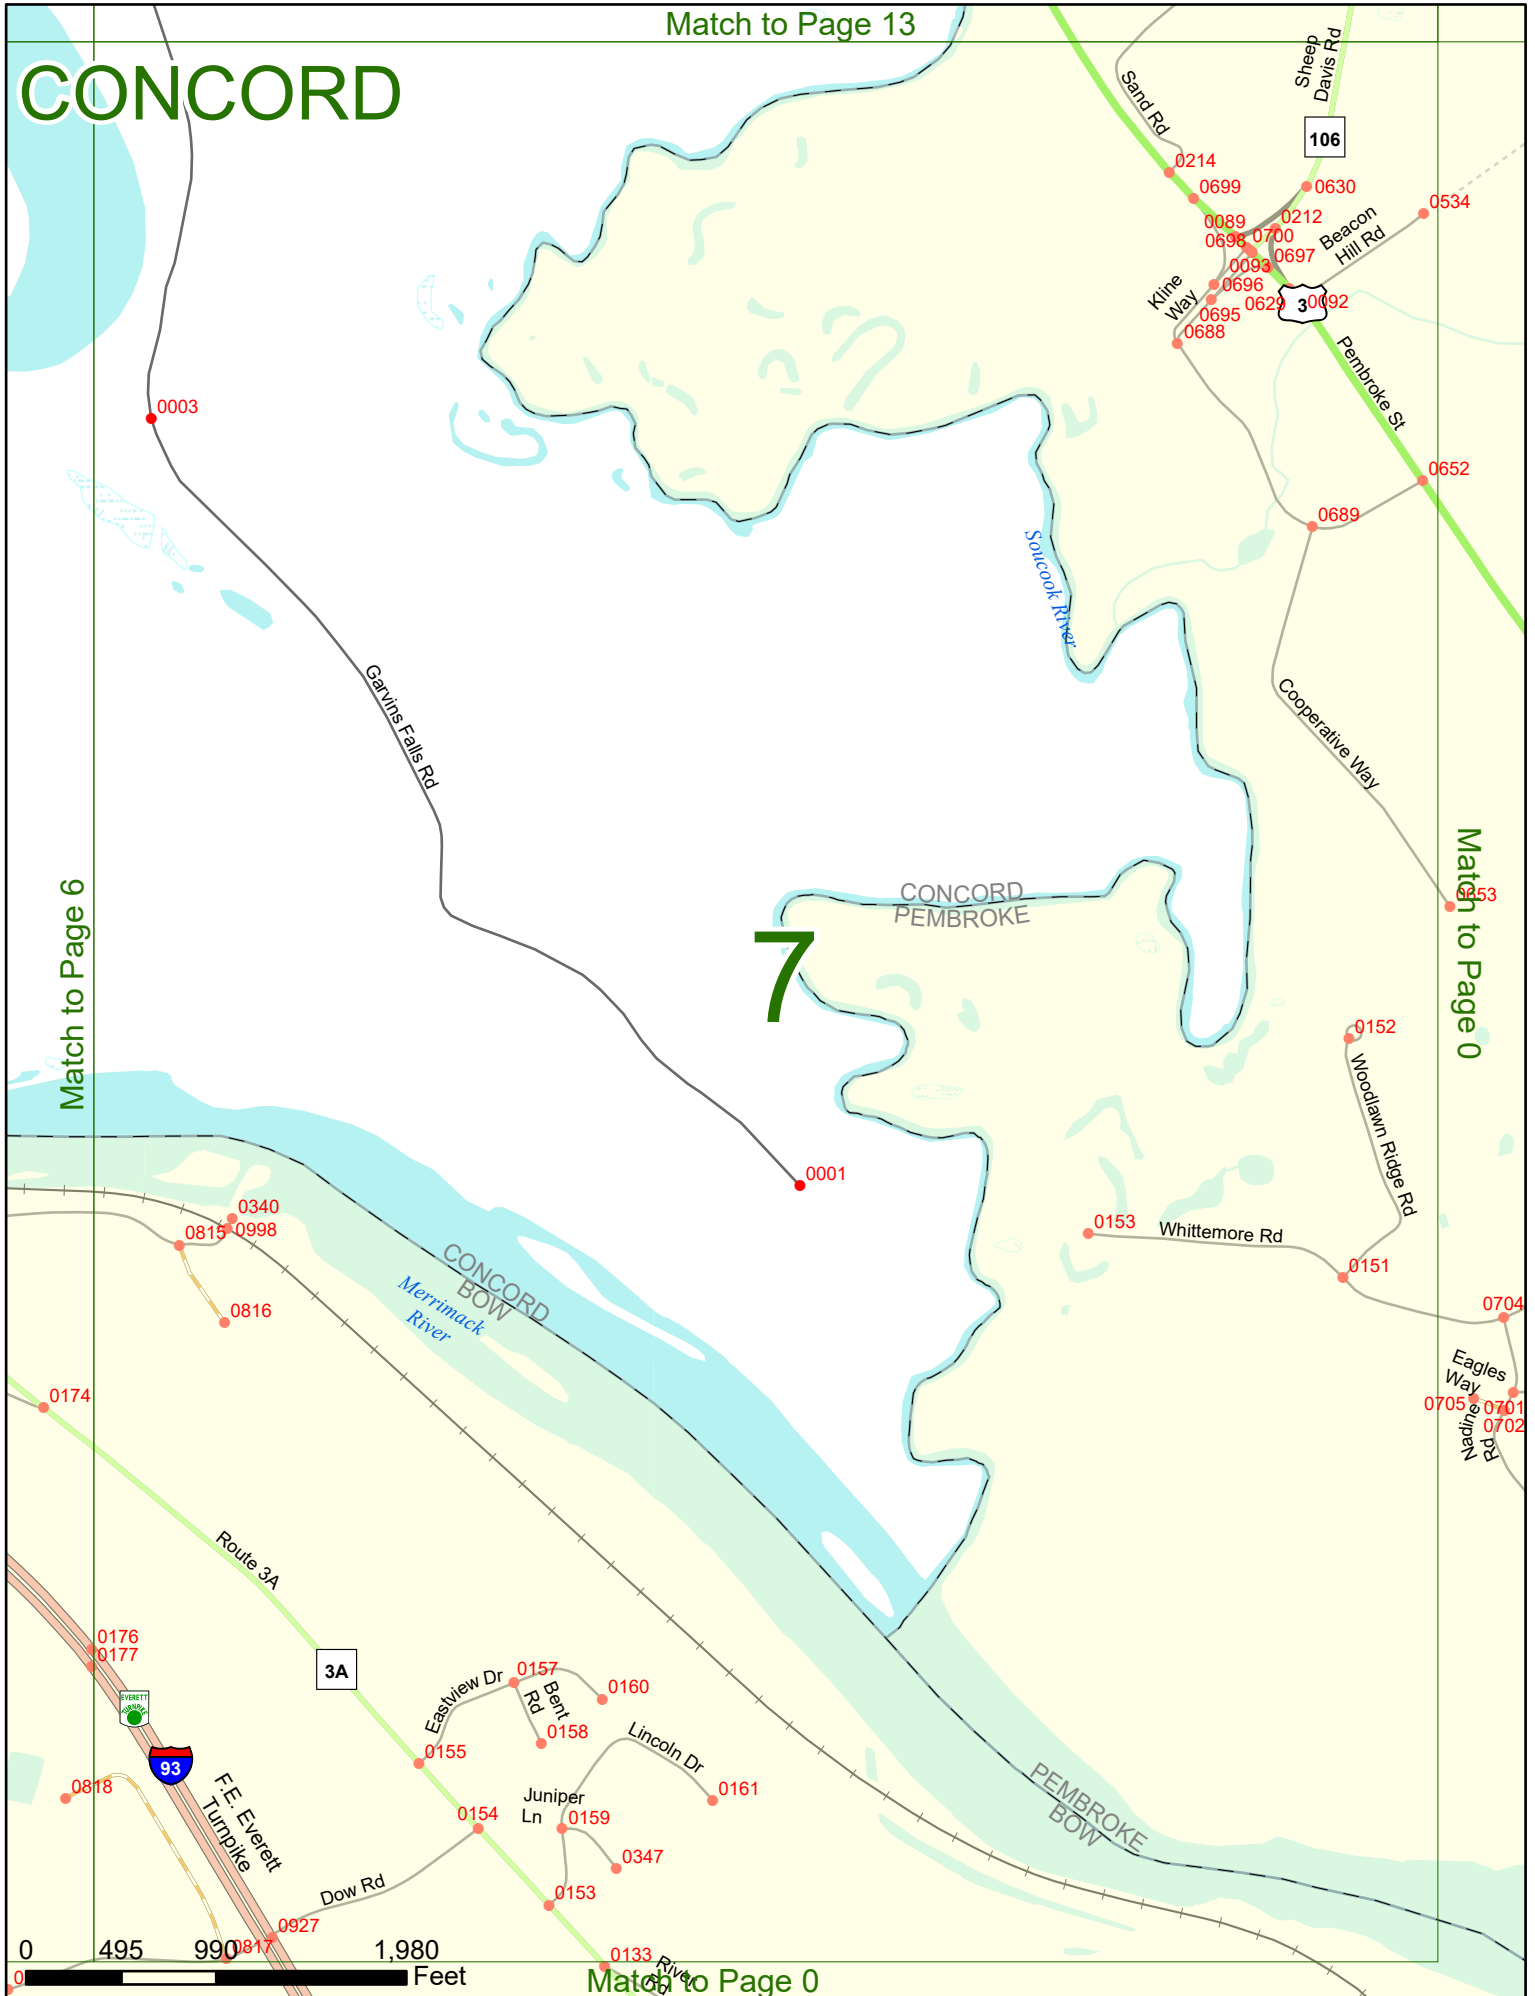 Match to Page 13
CONCORD
Sheep
Davis Rd
Sand Rd
106
0214
0699
0630
0534
0089
0212
0698
0700
Beacon
Hill Rd
0093
0697
Kline
Way
0696
0695
0629
3
0092
0688
Pembroke St
0003
0652
0689
Soucook River
Garvins Falls Rd
Cooperative Way
Match to Page 6
CONCORD
PEMBROKE
7
0653
Match to Page 0
0152
Woodlawn Ridge Rd
0001
0340
0815
0998
0153
Whittemore Rd
0151
CONCORD
BOW
Merrimack
River
0816
0704
Eagles
Way
0174
0705
0701
0702
Nadine
Rd
Route 3A
0176
0177
3A
EVERETT
TURNPIKE
93
0157
Eastview Dr
Bent
Rd
0160
0158
0155
Lincoln Dr
0818
F.E. Everett
Turnpike
Juniper
Ln
0161
0154
0159
PEMBROKE
BOW
0347
Dow Rd
0153
0927
0817
0133
River
Rd
0 495 990 1,980
Feet
Match to Page 0